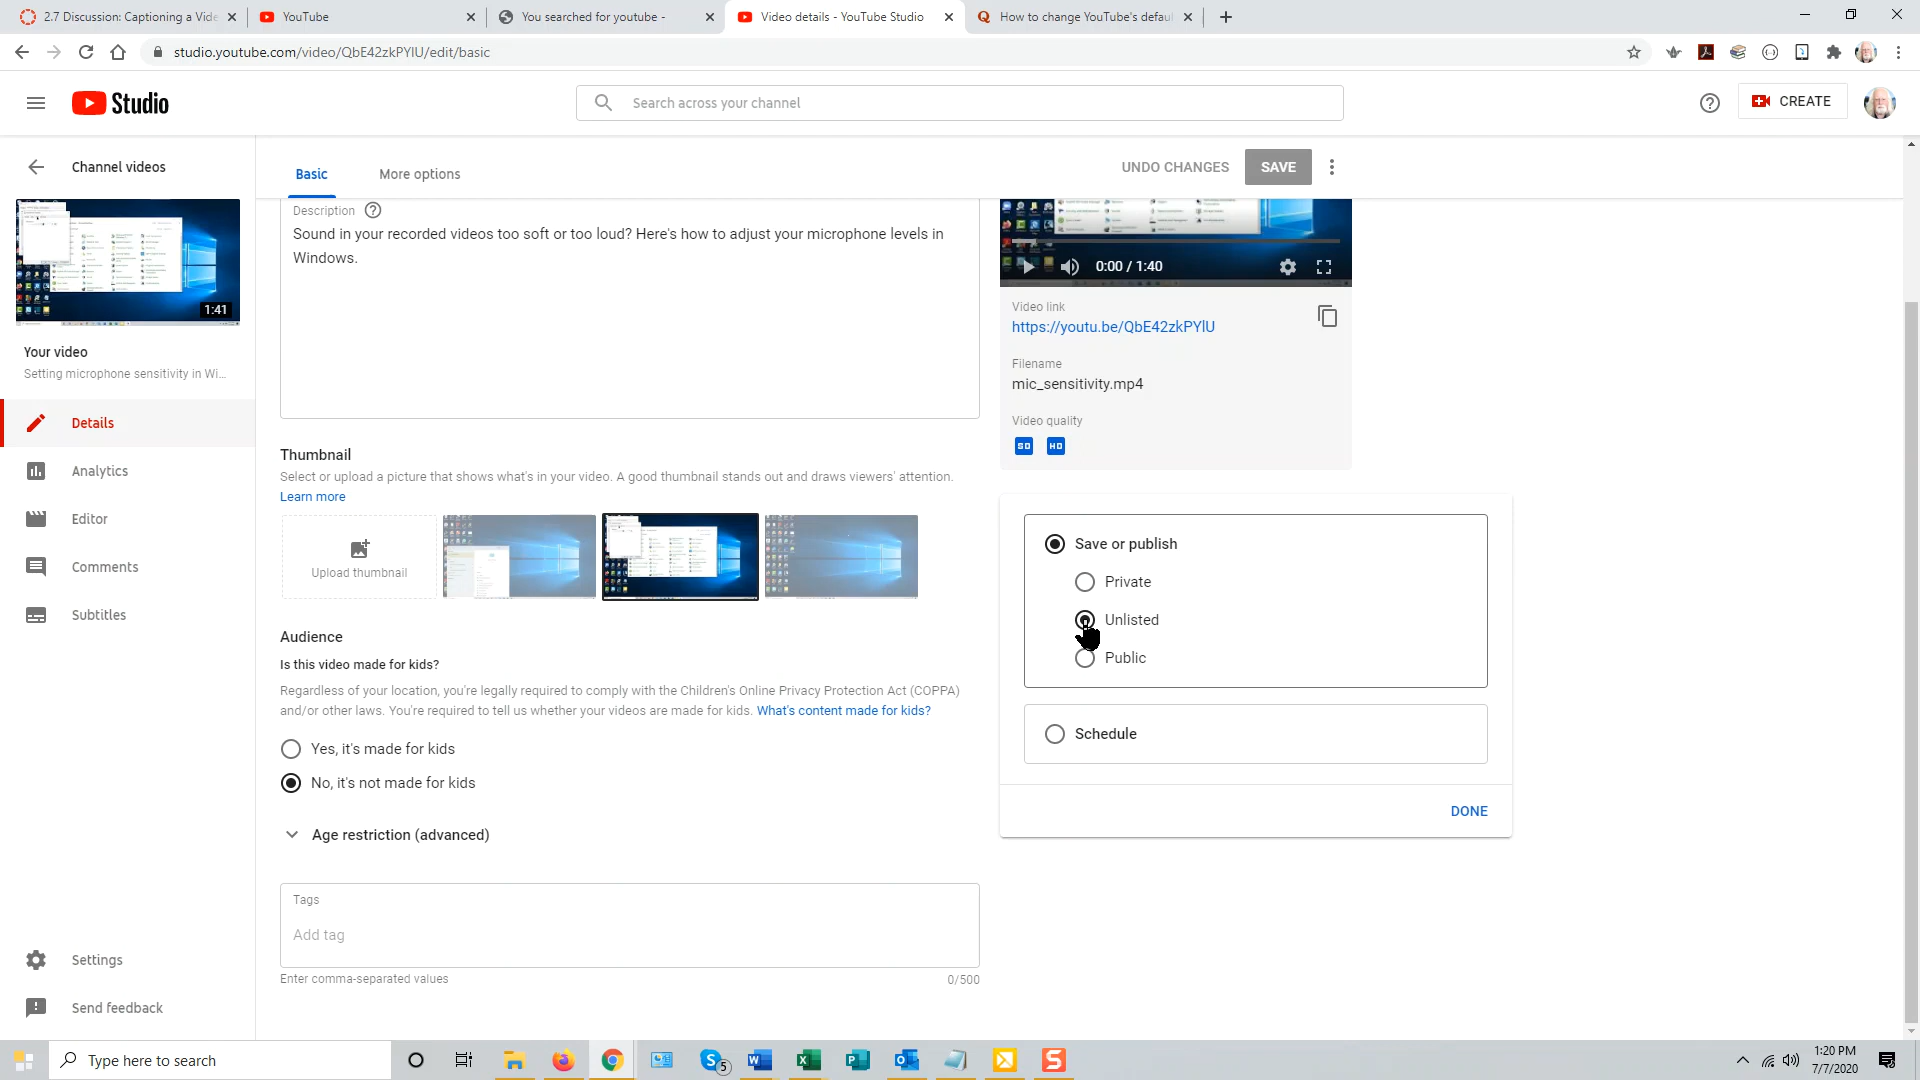 2.7 Discussion: Captioning a Vide
YouTube
You searched for youtube -
Video details - YouTube Studio
How to change YouTube's defau
studio.youtube.com/video/QbE42zkPYlU/edit/basic
Studio
Search across your channel
CREATE
Channel videos
Basic
More options
UNDO CHANGES
SAVE
1:41
Your video
Setting microphone sensitivity in Wi...
Details
Analytics
Editor
Comments
Subtitles
Settings
Send feedback
Description
Sound in your recorded videos too soft or too loud? Here's how to adjust your microphone levels in
Windows.
Thumbnail
Select or upload a picture that shows what's in your video. A good thumbnail stands out and draws viewers' attention.
Learn more
Upload thumbnail
Audience
Is this video made for kids?
Regardless of your location, you're legally required to comply with the Children's Online Privacy Protection Act (COPPA)
and/or other laws. You're required to tell us whether your videos are made for kids. What's content made for kids?
Yes, it's made for kids
No, it's not made for kids
Age restriction (advanced)
Tags
Add tag
Enter comma-separated values
0/500
0:00 / 1:40
Video link
https://youtu.be/QbE42zkPYlU
Filename
mic_sensitivity.mp4
Video quality
SD HD
Save or publish
Private
Unlisted
Public
Schedule
DONE
Type here to search
5
1:20 PM
7/7/2020